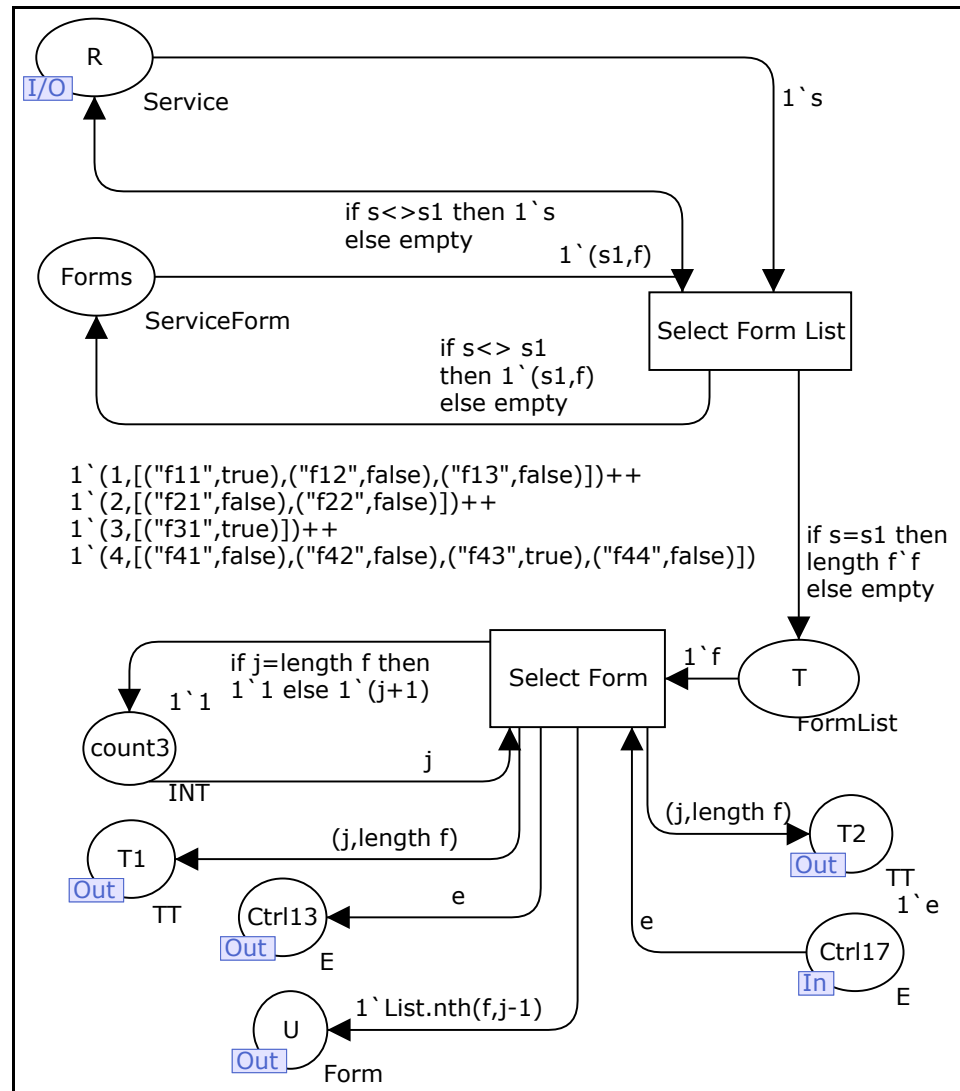 R
I/O
Service
1`s
if s<>s1 then 1`s
else empty
1`(s1,f)
Forms
ServiceForm
Select Form List
if s<> s1
then 1`(s1,f)
else empty
1`(1,[("f11",true),("f12",false),("f13",false)])++
1`(2,[("f21",false),("f22",false)])++
1`(3,[("f31",true)])++
1`(4,[("f41",false),("f42",false),("f43",true),("f44",false)])
if s=s1 then
length f`f
else empty
if j=length f then
1`1 else 1`(j+1)
Select Form
1`f
T
FormList
1`1
count3
INT
j
(j,length f)
T1
Out
TT
(j,length f)
T2
Out
TT
e
Ctrl13
Out
E
e
1`e
Ctrl17
In
E
1`List.nth(f,j-1)
U
Out
Form